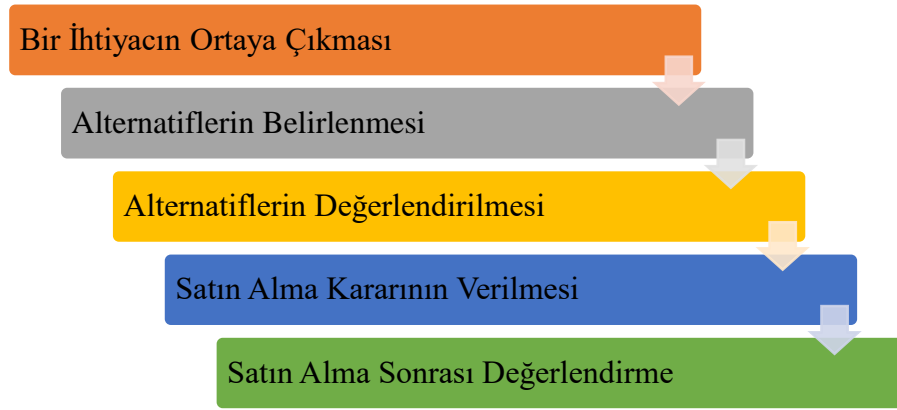 Bir İhtiyacın Ortaya Çıkması
Alternatiflerin Belirlenmesi
Alternatiflerin Değerlendirilmesi
Satın Alma Kararının Verilmesi
Satın Alma Sonrası Değerlendirme